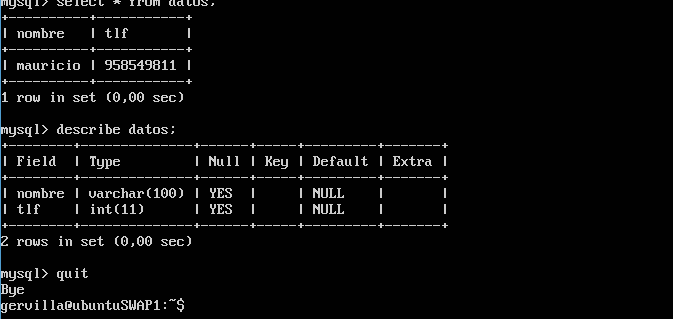 mysql> select * from datos;
+----------+-----------+
| nombre   | tlf       |
+----------+-----------+
| mauricio | 958549811 |
+----------+-----------+
1 row in set (0,00 sec)
mysql> describe datos;
+--------+--------------+------+-----+---------+-------+
| Field  | Type         | Null | Key | Default | Extra |
+--------+--------------+------+-----+---------+-------+
| nombre | varchar(100) | YES  |     | NULL    |       |
| tlf    | int(11)      | YES  |     | NULL    |       |
+--------+--------------+------+-----+---------+-------+
2 rows in set (0,00 sec)
mysql> quit
Bye
gervilla@ubuntuSWAP1:~$